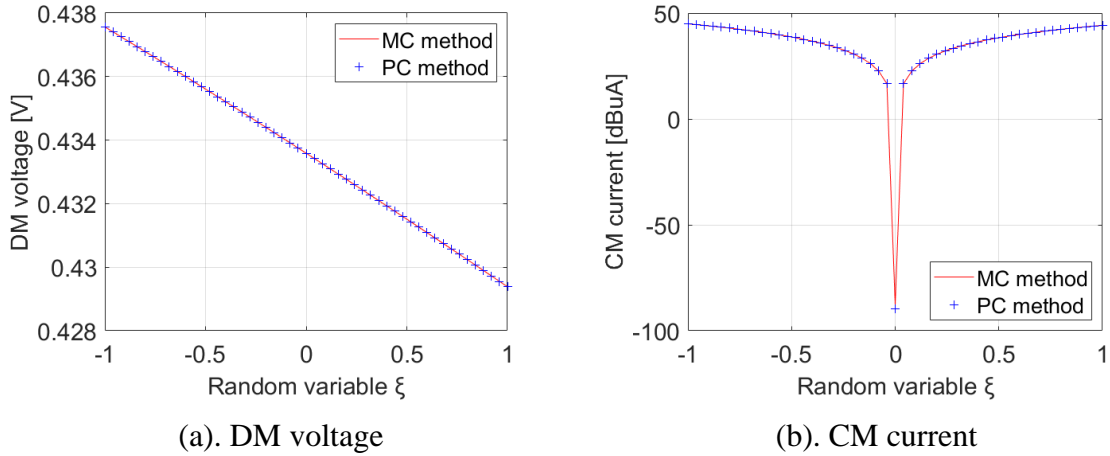 0.438
0.436
0.434
0.432
0.43
0.428
DM voltage [V]
MC method
PC method
-1
-0.5
0
0.5
1
Random variable ξ
(a). DM voltage
50
0
-50
-100
CM current [dBuA]
MC method
PC method
-1
-0.5
0
0.5
1
Random variable ξ
(b). CM current